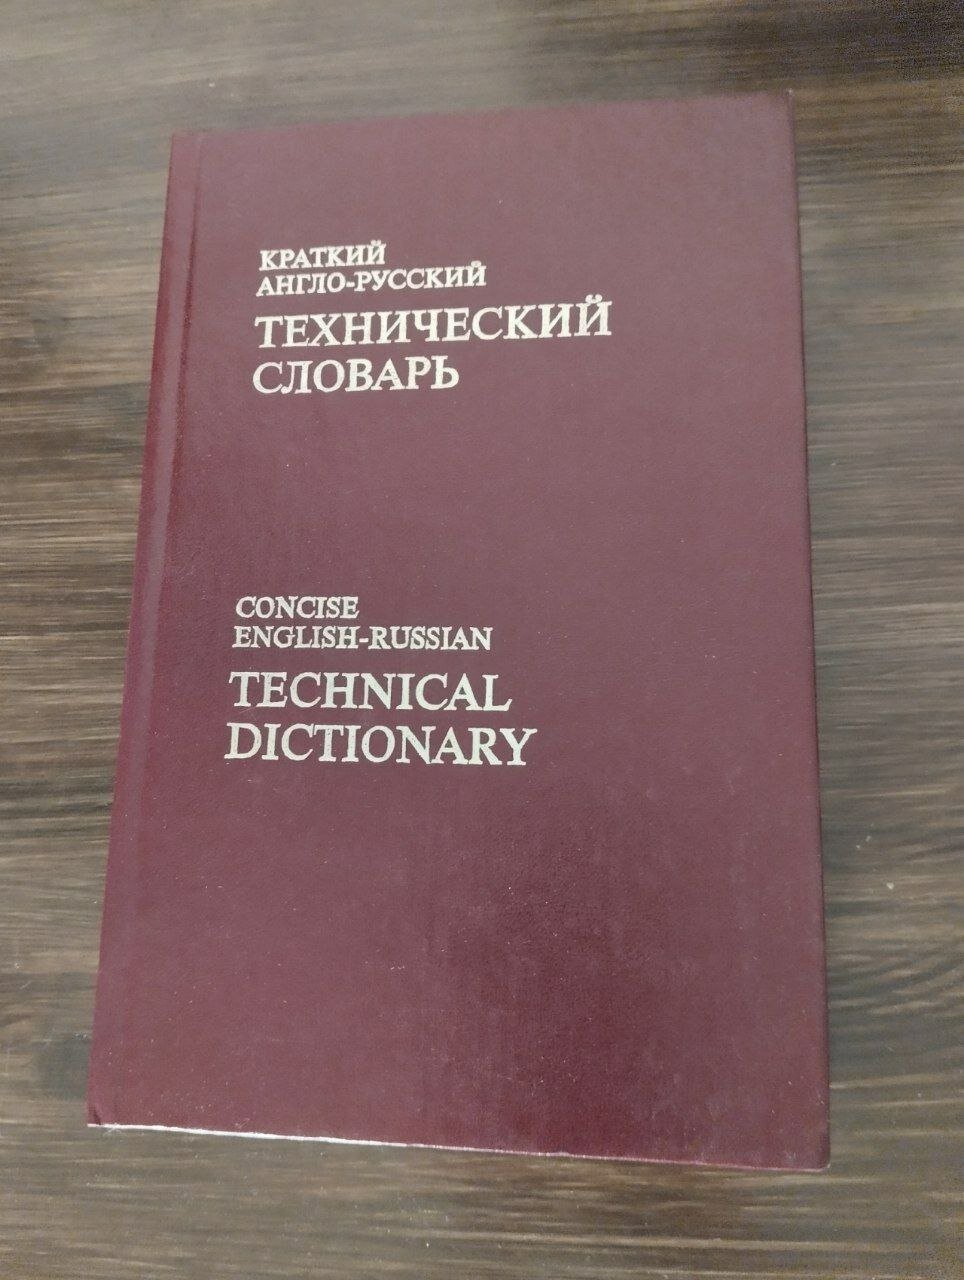 КРАТКИЙ
АНГЛО-РУССКИЙ
ТЕХНИЧЕСКИЙ
СЛОВАРЬ
CONCISE
ENGLISH-RUSSIAN
TECHNICAL
DICTIONARY